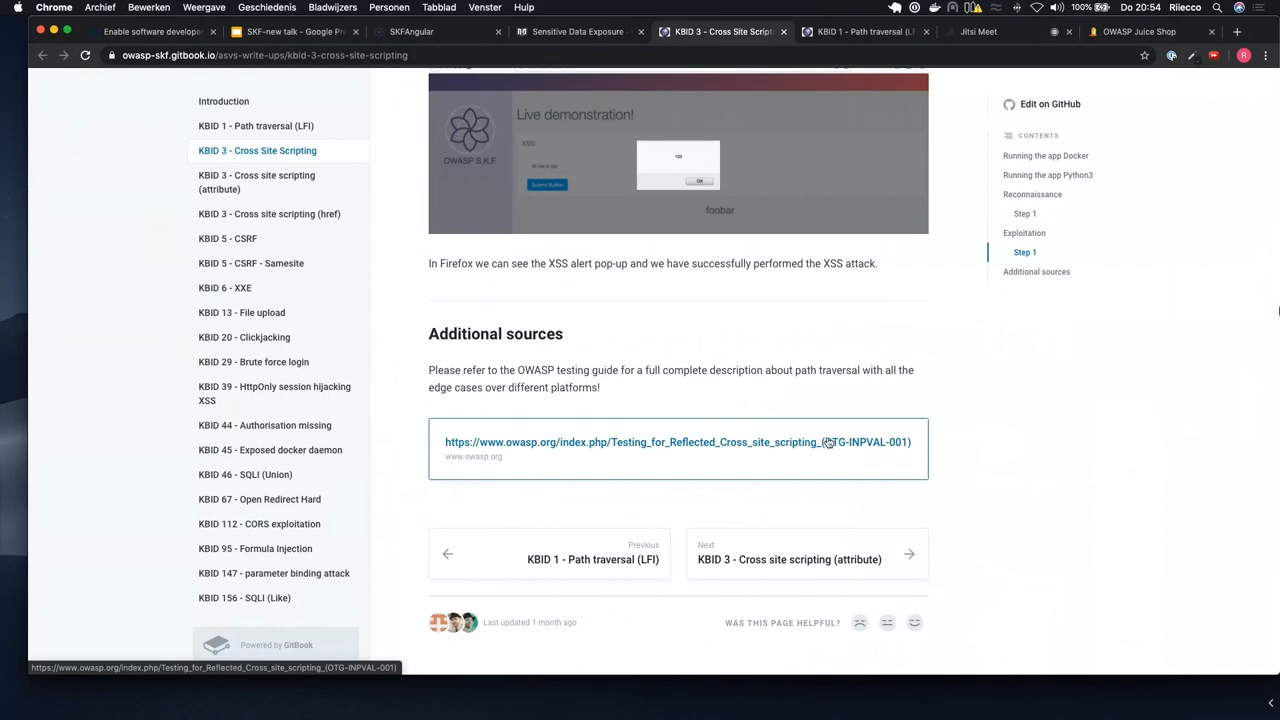 Chrome Archief Bewerken Weergave Geschiedenis Bladwijzers Personen Tabblad Venster Help
100% Do 20:54 Rilecco
Enable software develope
SKF-new talk - Google Pre
SKFAngular
Sensitive Data Exposure -
KBID 3 - Cross Site Scripti
KBID 1 - Path traversal (LFI
Jitsi Meet
OWASP Juice Shop
owasp-skf.gitbook.io/asvs-write-ups/kbid-3-cross-site-scripting
R
Introduction
KBID 1 - Path traversal (LFI)
KBID 3 - Cross Site Scripting
KBID 3 - Cross site scripting
(attribute)
KBID 3 - Cross site scripting (href)
KBID 5 - CSRF
KBID 5 - CSRF - Samesite
KBID 6 - XXE
KBID 13 - File upload
KBID 20 - Clickjacking
KBID 29 - Brute force login
KBID 39 - HttpOnly session hijacking
XSS
KBID 44 - Authorisation missing
KBID 45 - Exposed docker daemon
KBID 46 - SQLI (Union)
KBID 67 - Open Redirect Hard
KBID 112 - CORS exploitation
KBID 95 - Formula Injection
KBID 147 - parameter binding attack
KBID 156 - SQLI (Like)
Powered by GitBook
OWASP S.K.F
Live demonstration!
Submit Button
OK
foobar
In Firefox we can see the XSS alert pop-up and we have successfully performed the XSS attack.
Additional sources
Please refer to the OWASP testing guide for a full complete description about path traversal with all the
edge cases over different platforms!
https://www.owasp.org/index.php/Testing_for_Reflected_Cross_site_scripting_(OTG-INPVAL-001)
www.owasp.org
Previous
KBID 1 - Path traversal (LFI)
Next
KBID 3 - Cross site scripting (attribute)
Last updated 1 month ago
WAS THIS PAGE HELPFUL?
Edit on GitHub
CONTENTS
Running the app Docker
Running the app Python3
Reconnaissance
Step 1
Exploitation
Step 1
Additional sources
https://www.owasp.org/index.php/Testing_for_Reflected_Cross_site_scripting_(OTG-INPVAL-001)